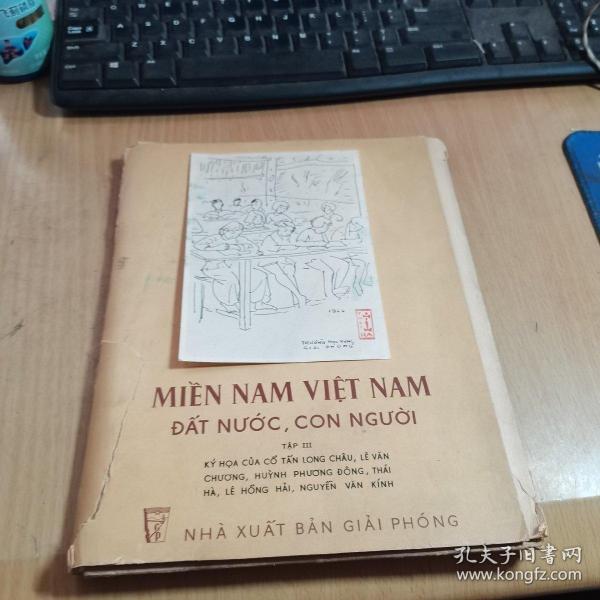 1966
MIỀN NAM VIỆT NAM
ĐẤT NƯỚC, CON NGƯỜI
TẬP III
KÝ HỌA CỦA CỔ TẤN LONG CHÂU, LÊ VĂN
CHƯƠNG, HUỲNH PHƯƠNG ĐÔNG, THÁI
HÀ, LÊ HỒNG HẢI, NGUYỄN VĂN KÍNH
NHÀ XUẤT BẢN GIẢI PHÓNG
孔夫子旧书网
www.kongfz.com